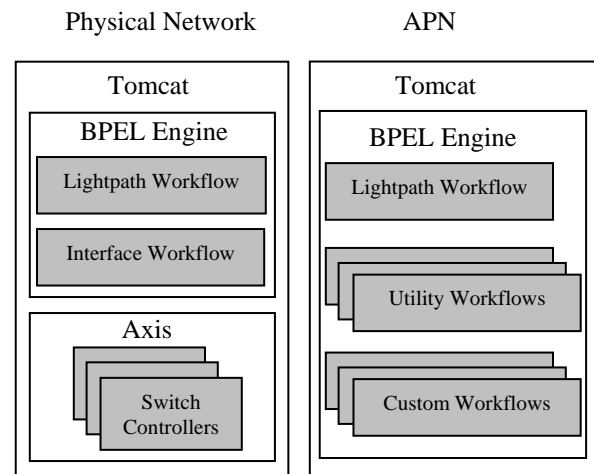 Physical Network
Tomcat
BPEL Engine
Lightpath Workflow
Interface Workflow
Axis
Switch
Controllers
APN
Tomcat
BPEL Engine
Lightpath Workflow
Utility Workflows
Custom Workflows